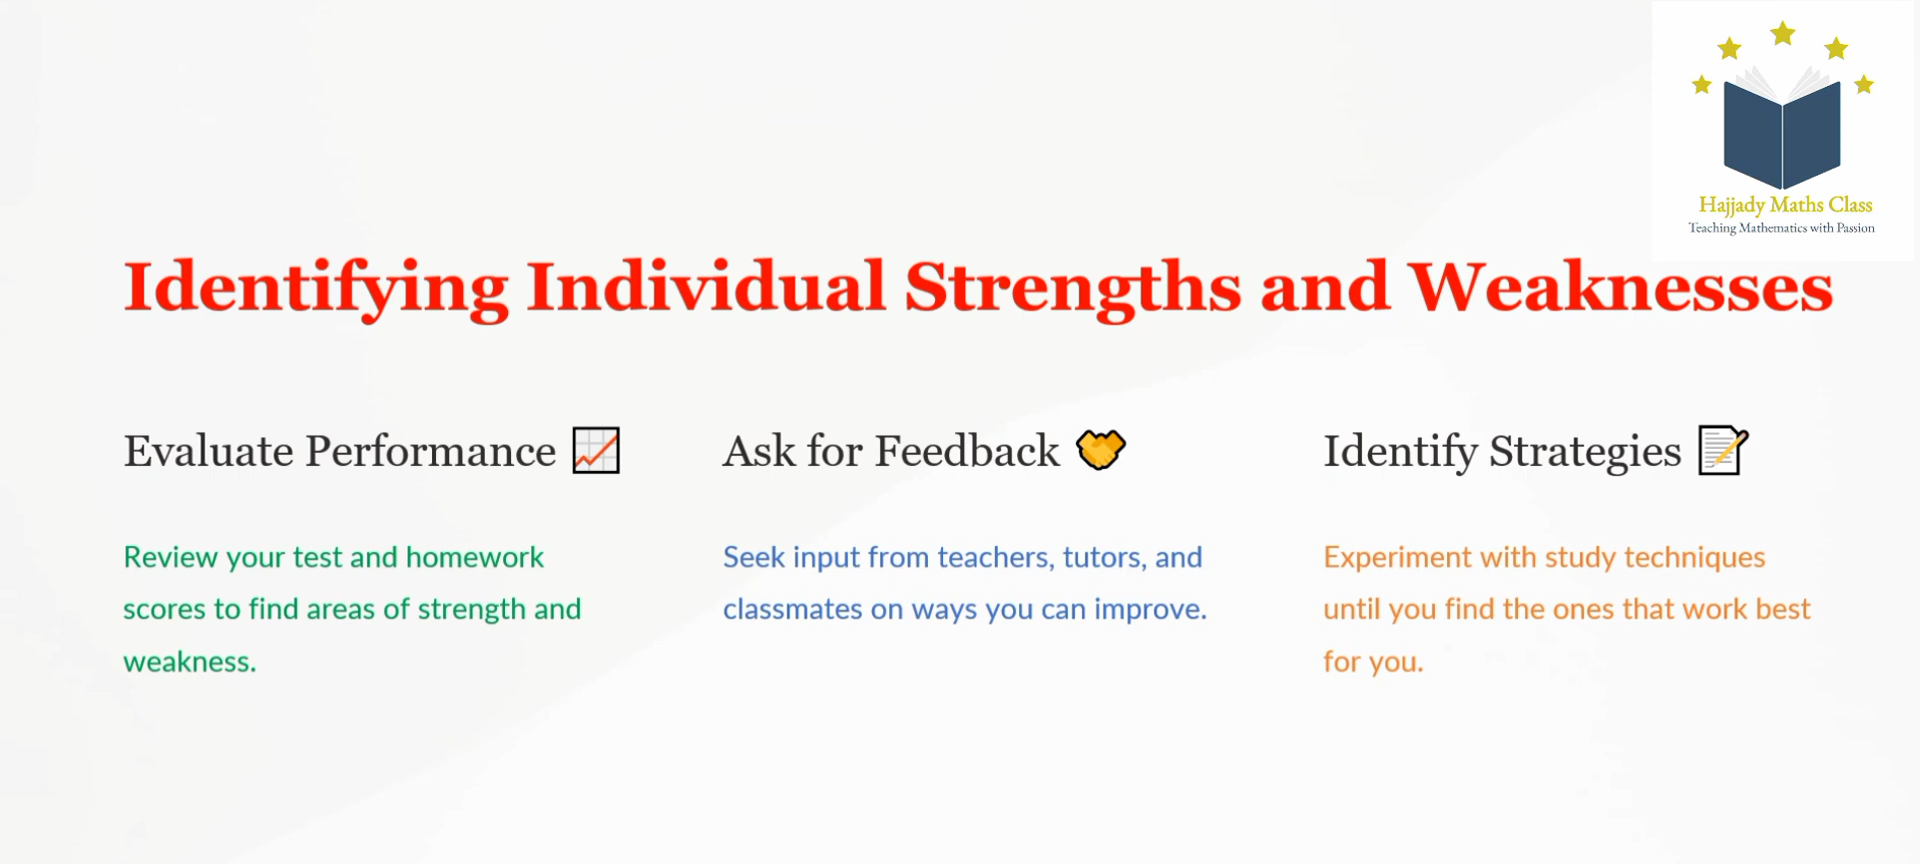 Hajjady Maths Class
Teaching Mathematics with Passion
Identifying Individual Strengths and Weaknesses
Evaluate Performance
Review your test and homework
scores to find areas of strength and
weakness.
Ask for Feedback
Seek input from teachers, tutors, and
classmates on ways you can improve.
Identify Strategies
Experiment with study techniques
until you find the ones that work best
for you.